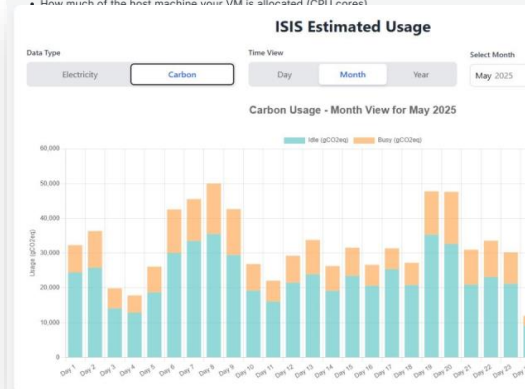 • How much of the host machine your VM is allocated (CPU cores)
ISIS Estimated Usage
Data Type
Time View
Select Month
Electricity
Carbon
Day
Month
Year
May 2025
Carbon Usage - Month View for May 2025
Idle (gCO2eq)
Busy (gCO2eq)
60,000
50,000
40,000
30,000
20,000
10,000
0
Usage (gCO2eq)
Day 1
Day 2
Day 3
Day 4
Day 5
Day 6
Day 7
Day 8
Day 9
Day 10
Day 11
Day 12
Day 13
Day 14
Day 15
Day 16
Day 17
Day 18
Day 19
Day 20
Day 21
Day 22
Day 23